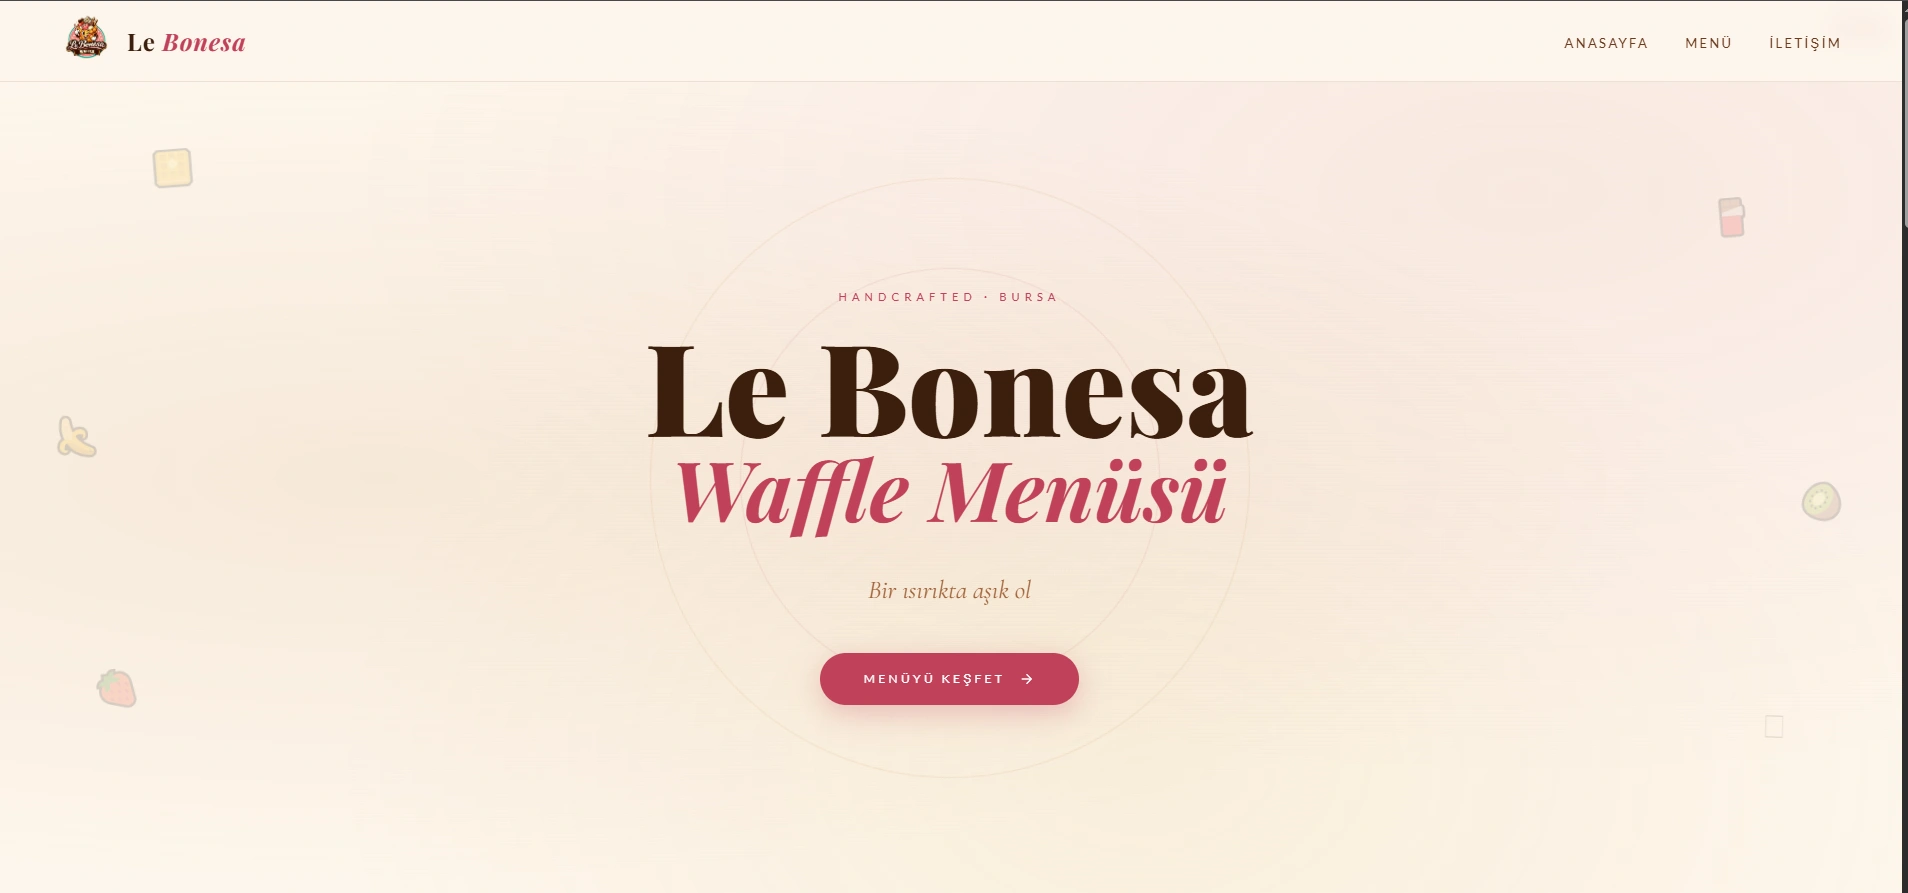 Le Bonesa
ANASAYFA
MENÜ
İLETİŞİM
HANDCRAFTED · BURSA
Le Bonesa
Waffle Menüsü
Bir ısırıkta aşık ol
MENÜYÜ KEŞFET →